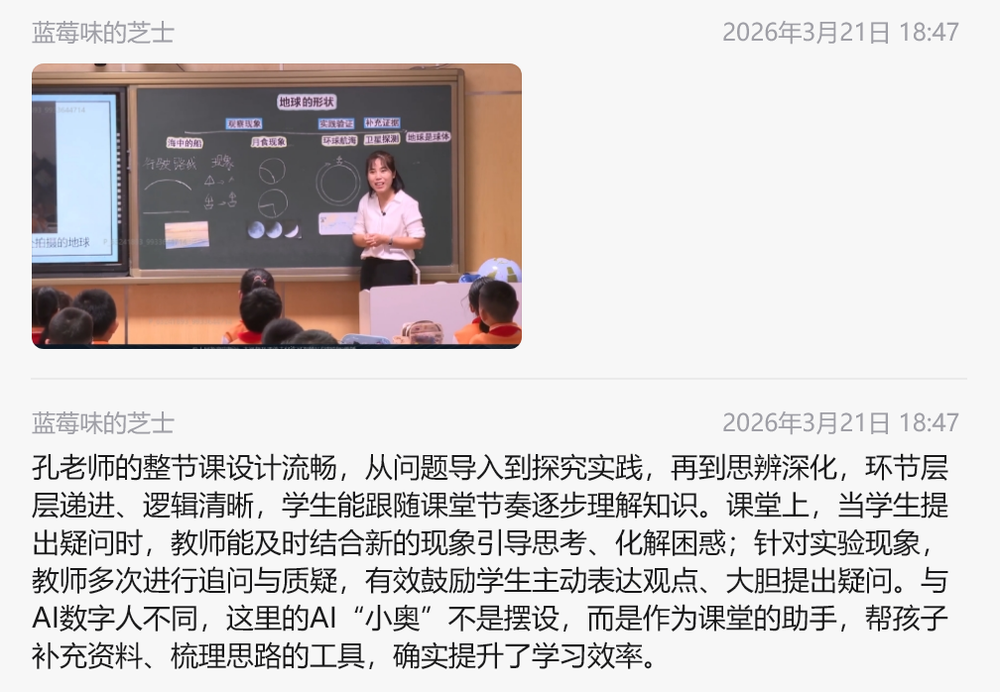 蓝莓味的芝士 2026年3月21日 18:47
地球的形状
观察现象 实践验证 补充证据
海中的船 月食现象 环球航海 卫星探测 地球是球体
行驶路线 现象
拍摄的地球
蓝莓味的芝士 2026年3月21日 18:47
孔老师的整节课设计流畅，从问题导入到探究实践，再到思辨深化，环节层
层递进、逻辑清晰，学生能跟随课堂节奏逐步理解知识。课堂上，当学生提
出疑问时，教师能及时结合新的现象引导思考、化解困惑；针对实验现象，
教师多次进行追问与质疑，有效鼓励学生主动表达观点、大胆提出疑问。与
AI数字人不同，这里的AI“小奥”不是摆设，而是作为课堂的助手，帮孩子
补充资料、梳理思路的工具，确实提升了学习效率。